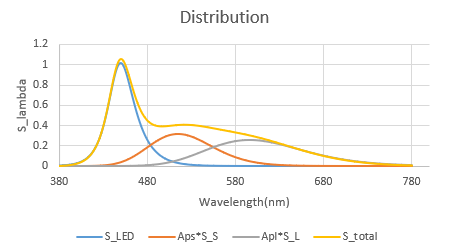 Distribution
1.2
1
0.8
0.6
0.4
0.2
0
S_lambda
380 480 580 680 780
Wavelength(nm)
S_LED Aps*S_S Apl*S_L S_total